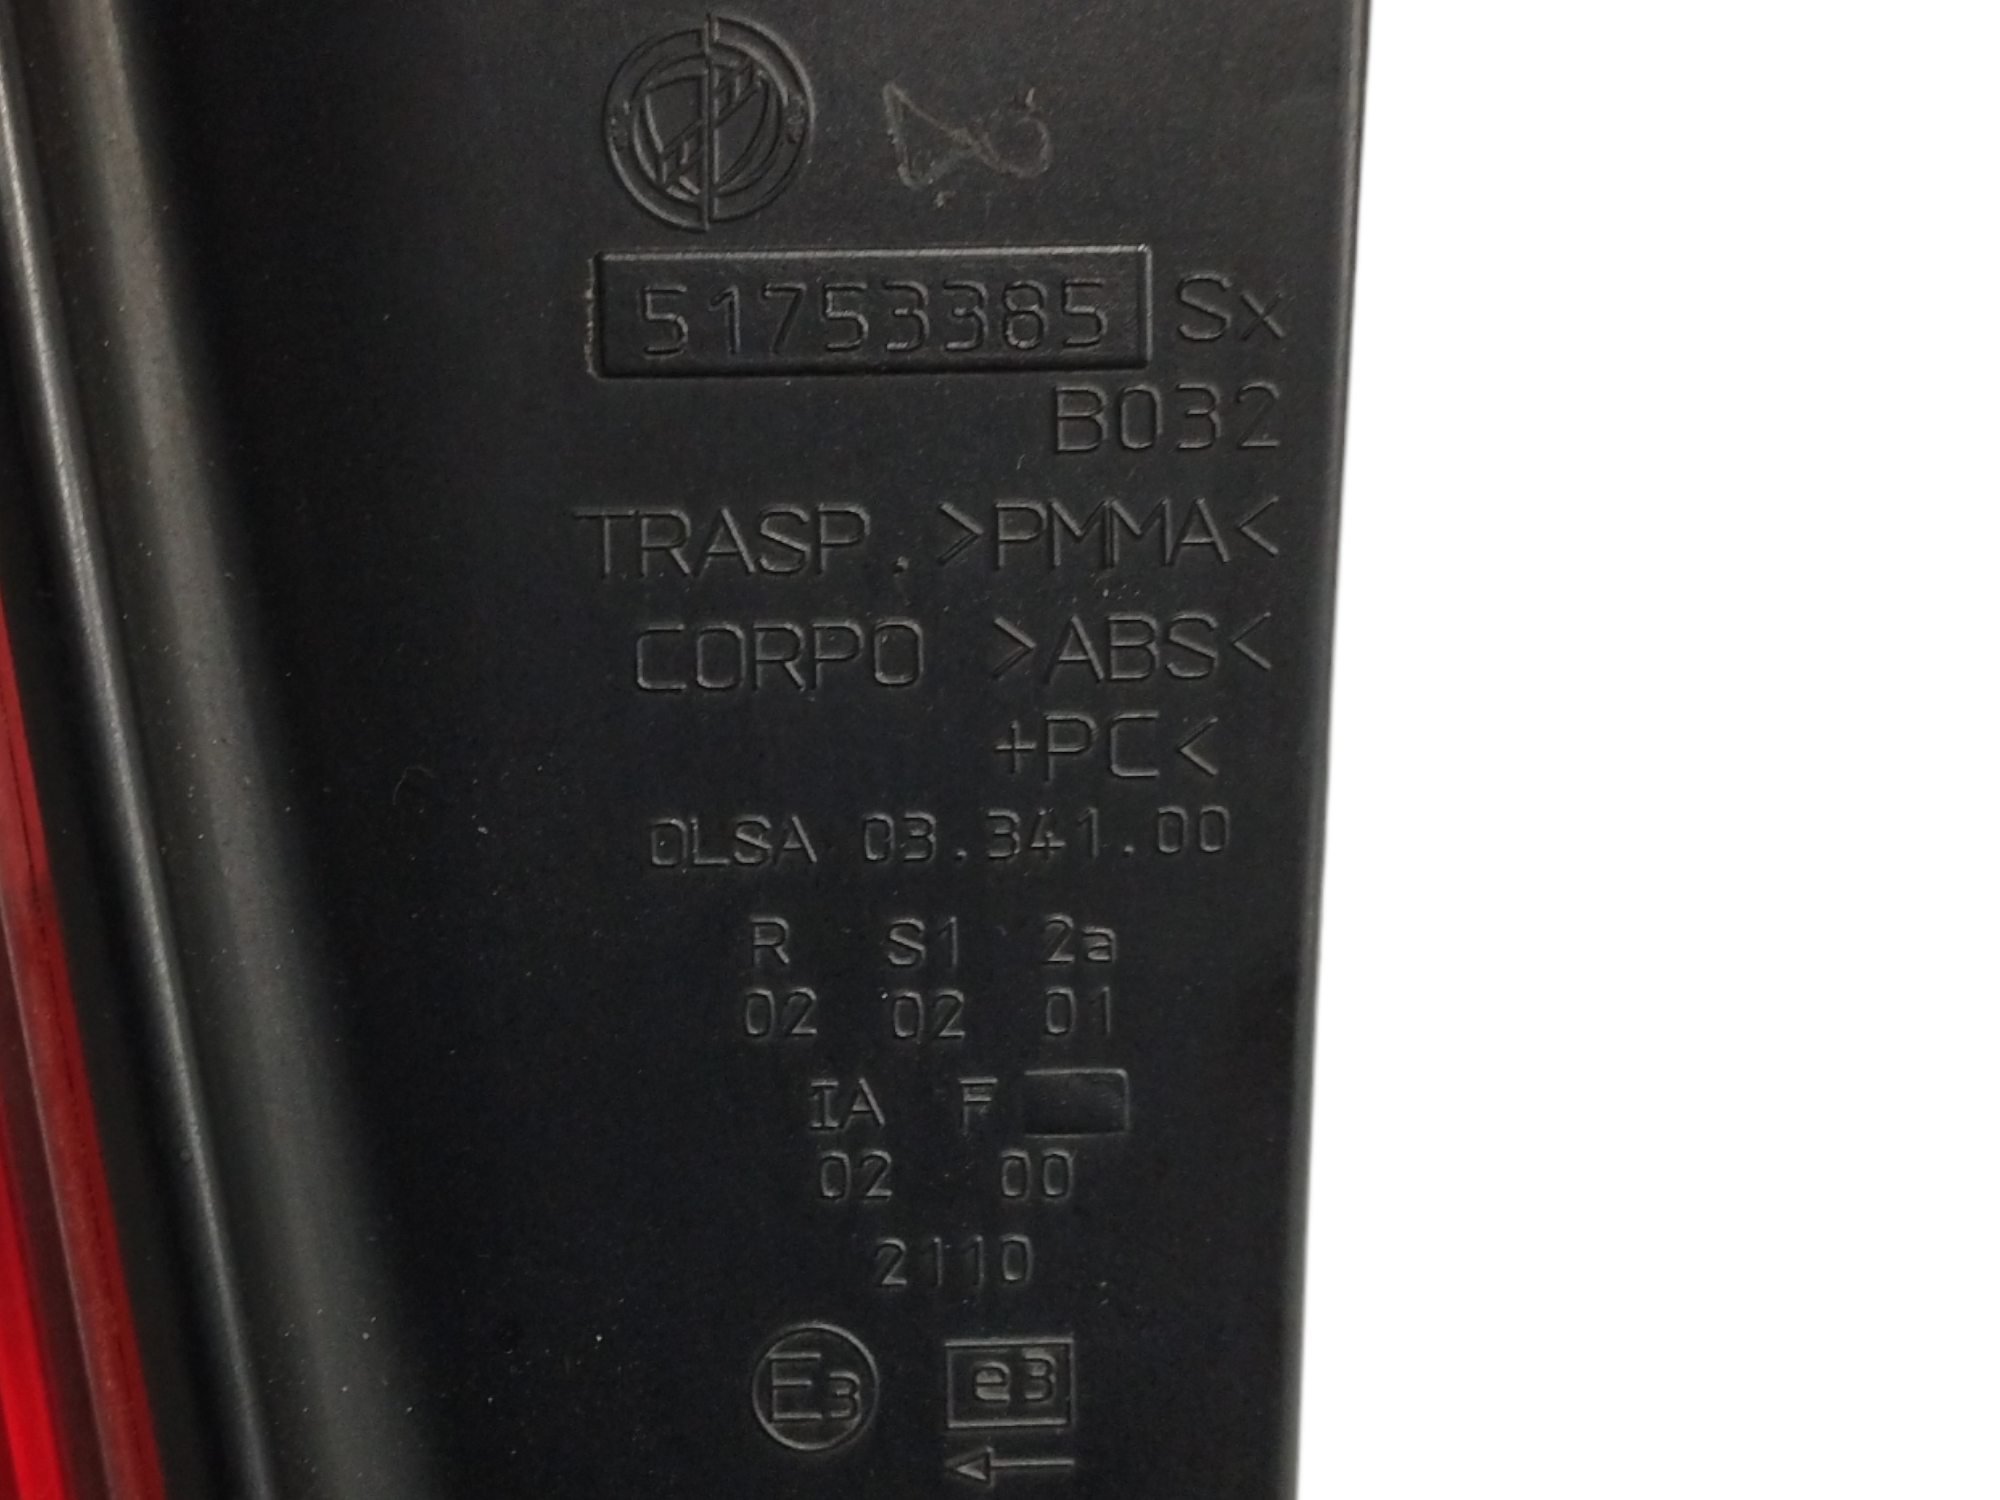 51753385 Sx
B032
TRASP. >PMMA<
CORPO >ABS<
+PC<
OLSA 03.341.00
R S1 2a
02 02 01
IA F
02 00
2110
E3 e3